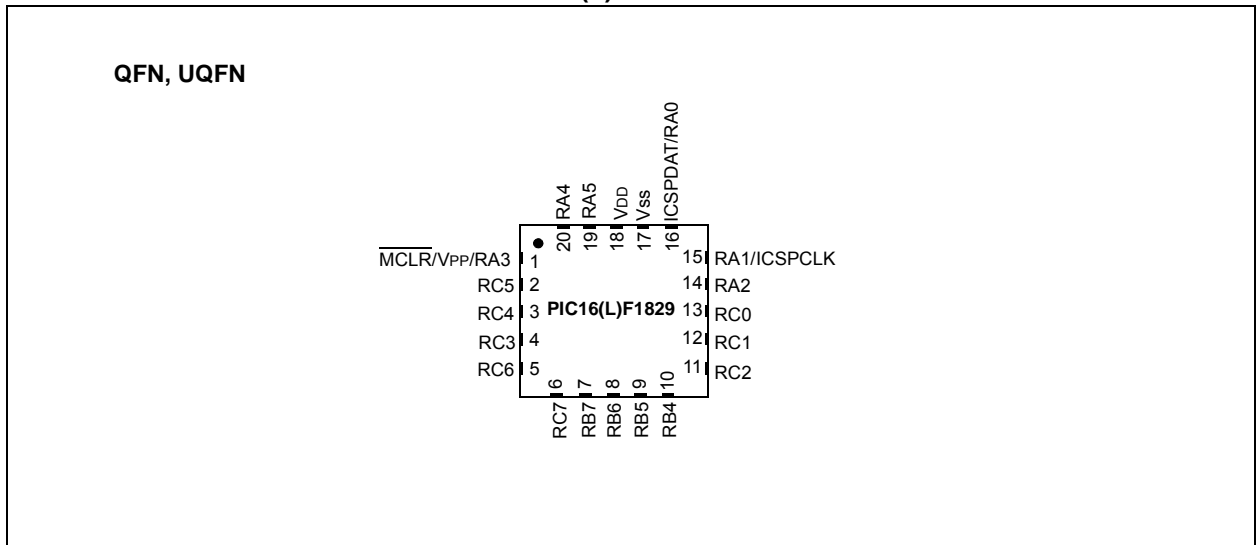 QFN, UQFN
20 RA4
19 RA5
18 VDD
17 Vss
16 ICSPDAT/RA0
MCLR/VPP/RA3 1
RC5 2
RC4 3
RC3 4
RC6 5
PIC16(L)F1829
15 RA1/ICSPCLK
14 RA2
13 RC0
12 RC1
11 RC2
RC7 6
RB7 7
RB6 8
RB5 9
RB4 10